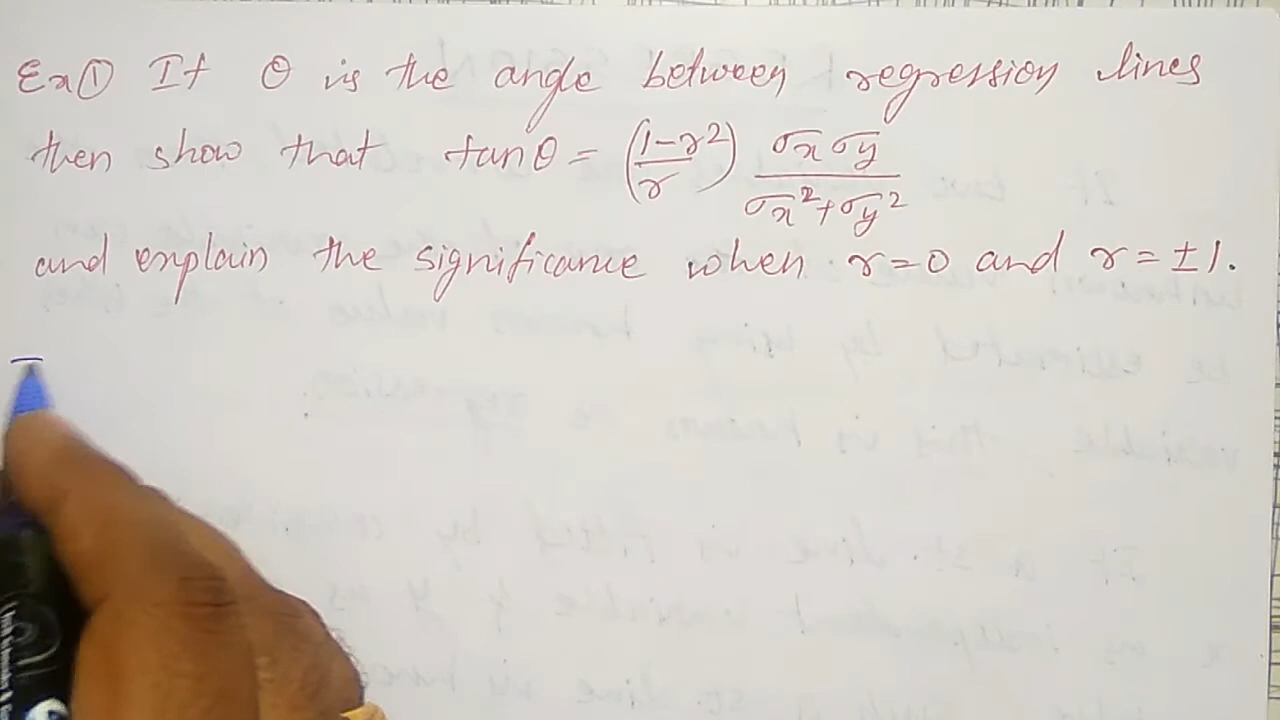 Ex① If θ is the angle between regression lines
then show that tanθ = ((1-r²)/r) σx σy / (σx² + σy²)
and explain the significance when r=0 and r=±1.